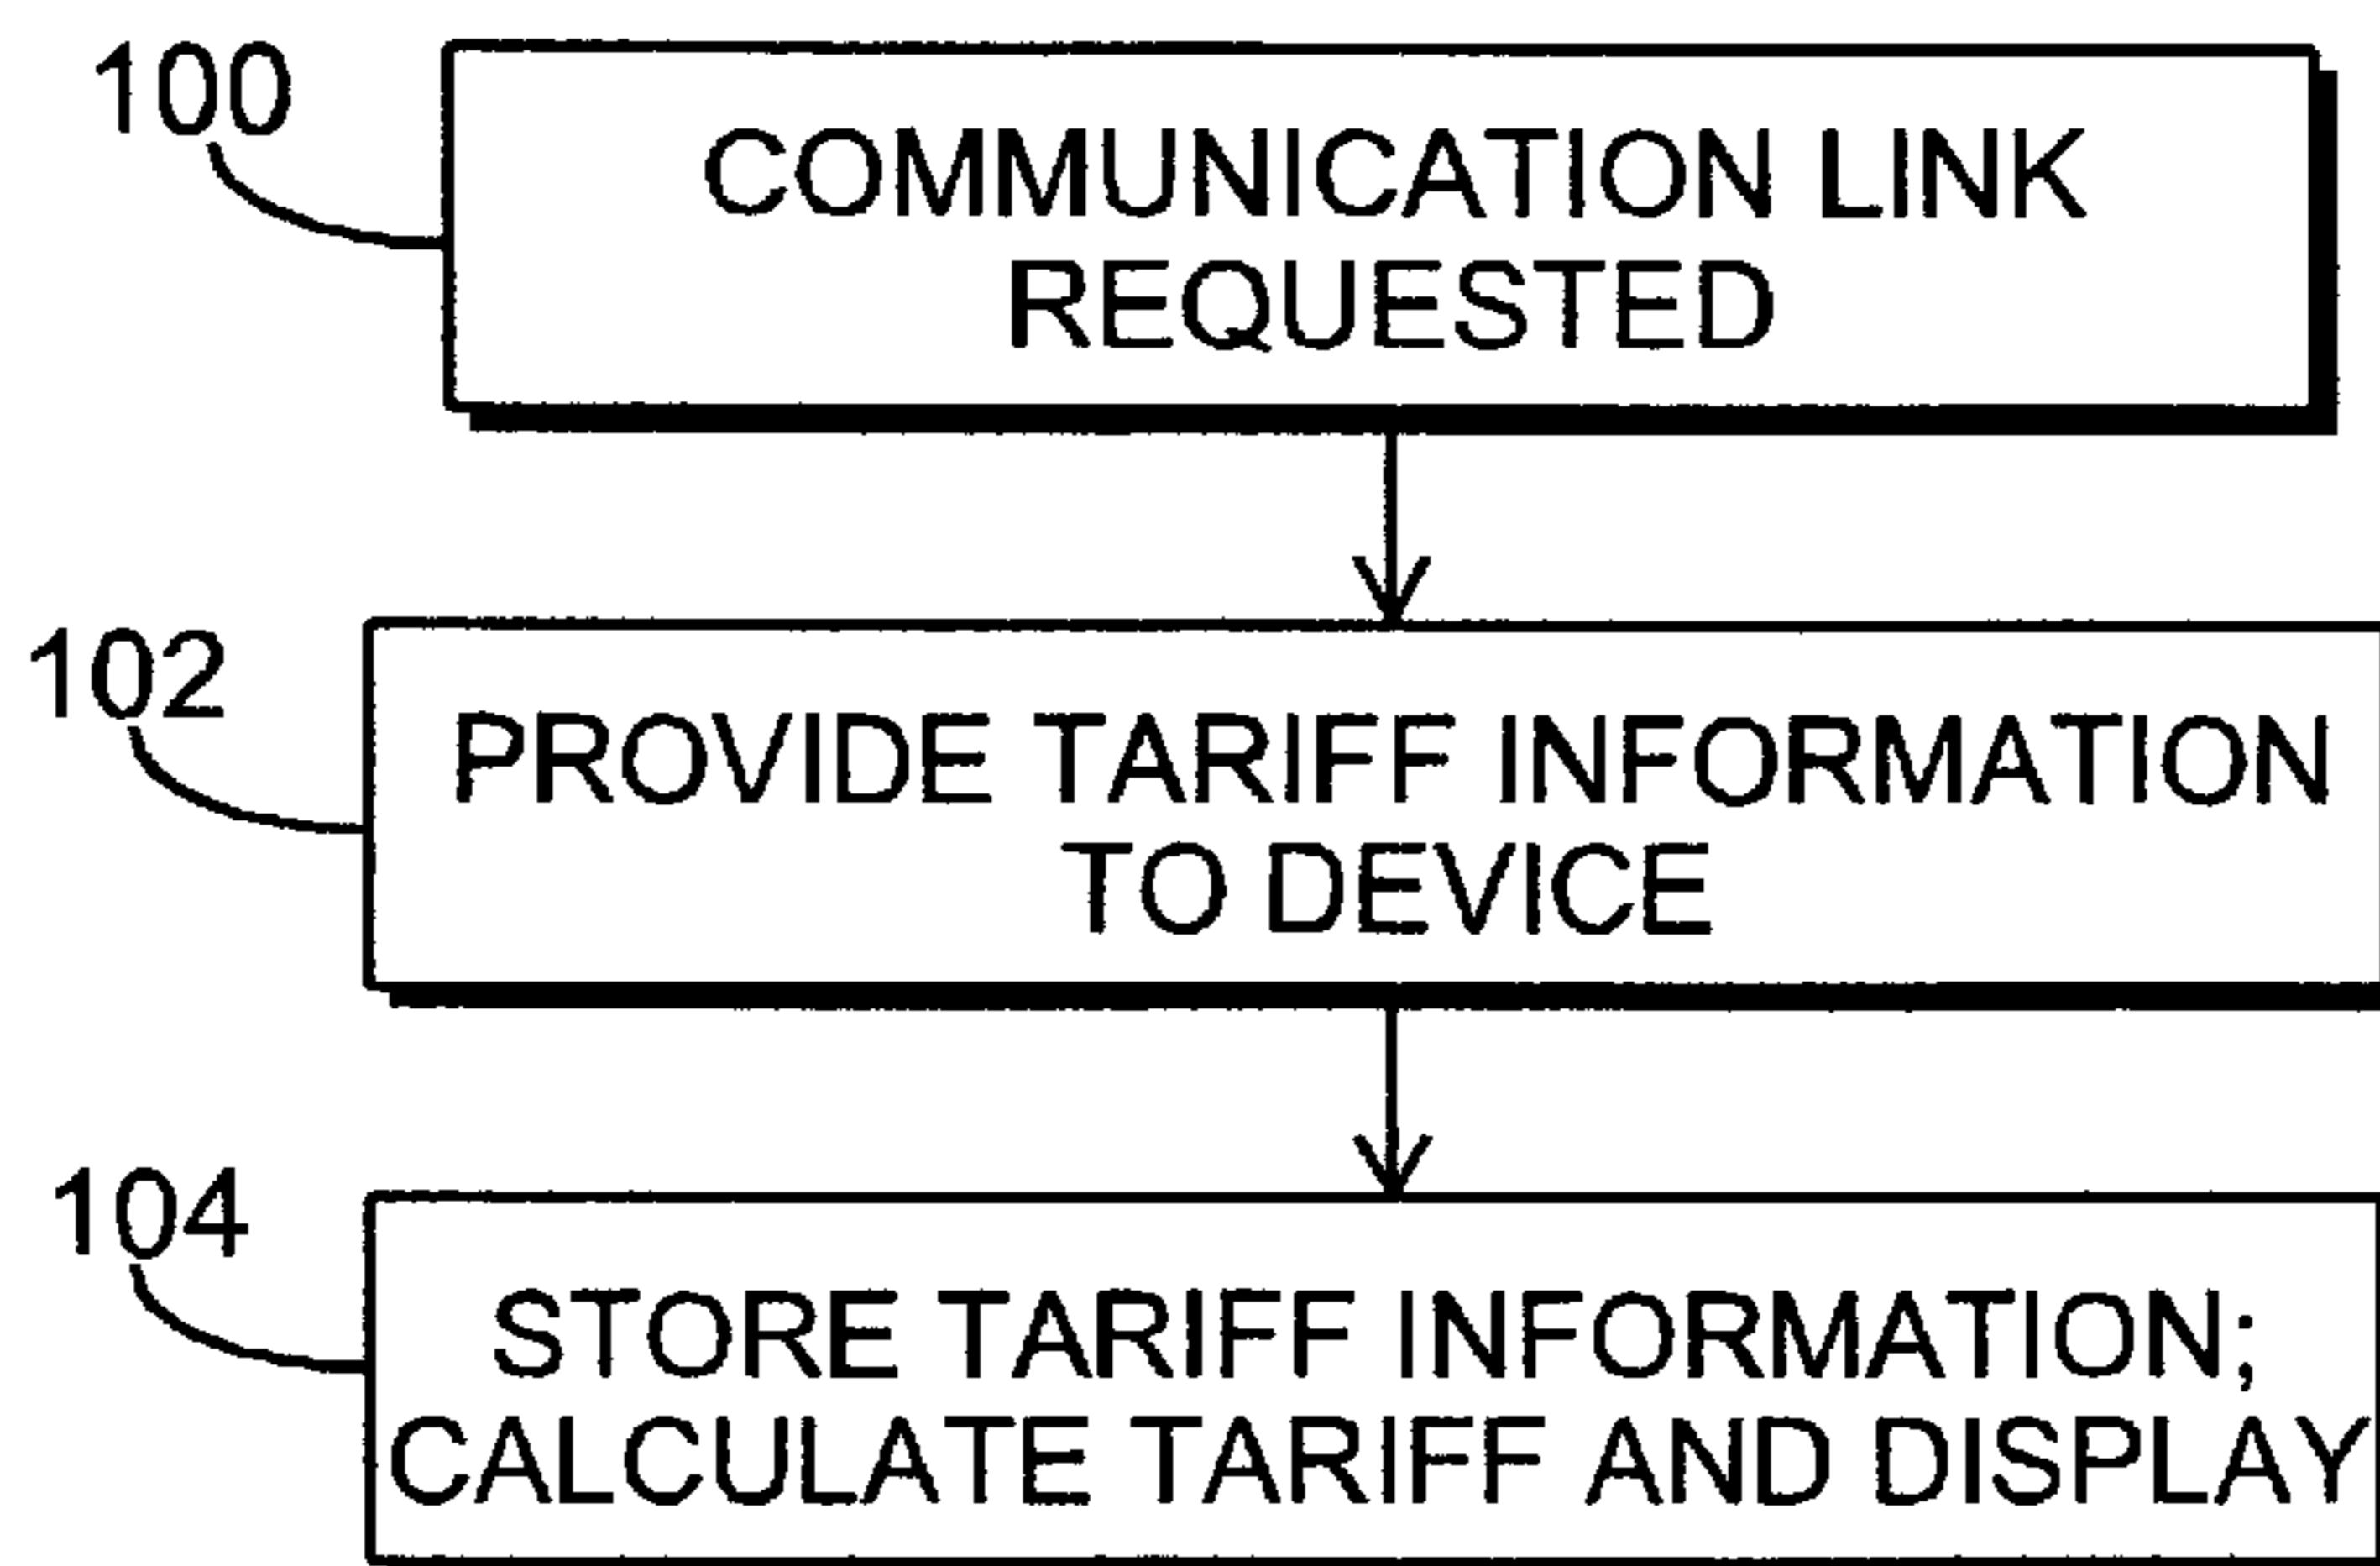 100
COMMUNICATION LINK
REQUESTED
102
PROVIDE TARIFF INFORMATION
TO DEVICE
104
STORE TARIFF INFORMATION;
CALCULATE TARIFF AND DISPLAY